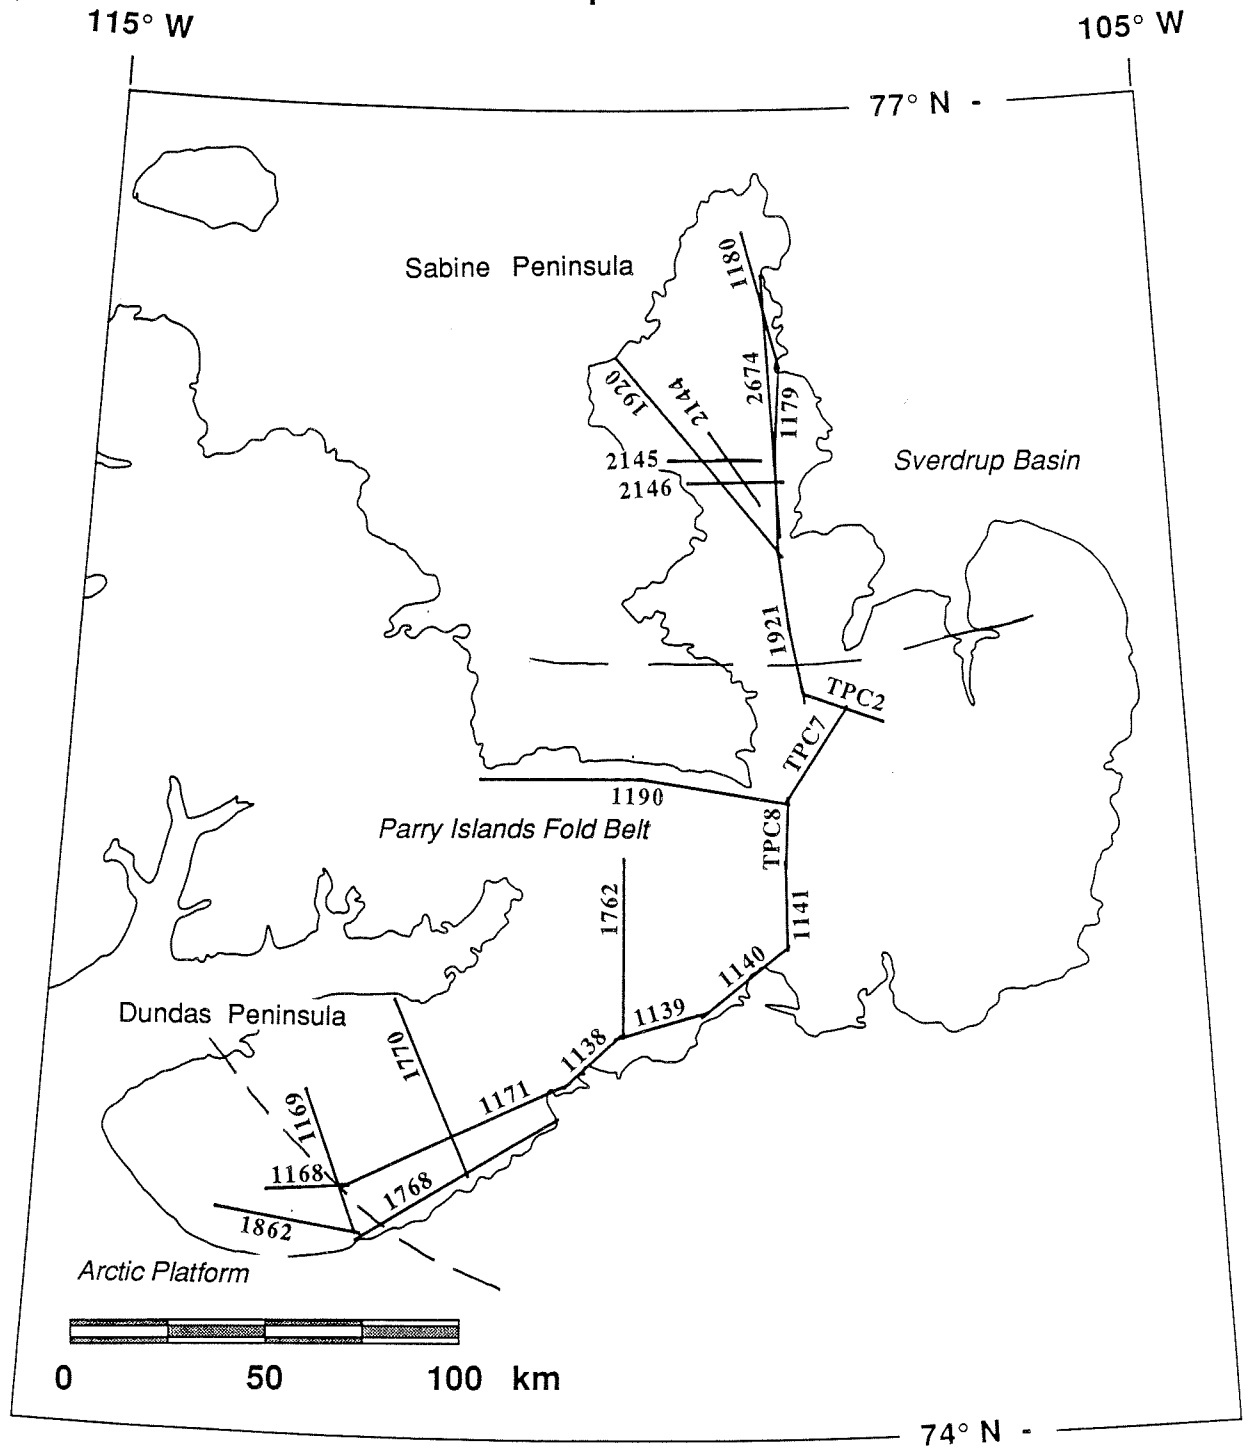 115° W
105° W
77° N -
Sabine Peninsula
1180
2674
1920
2144
1179
2145
2146
Sverdrup Basin
1921
TPC2
TPC7
1190
TPC8
Parry Islands Fold Belt
1762
1141
1140
1139
Dundas Peninsula
1138
1770
1171
1169
1168
1768
1862
Arctic Platform
0 50 100 km
74° N -